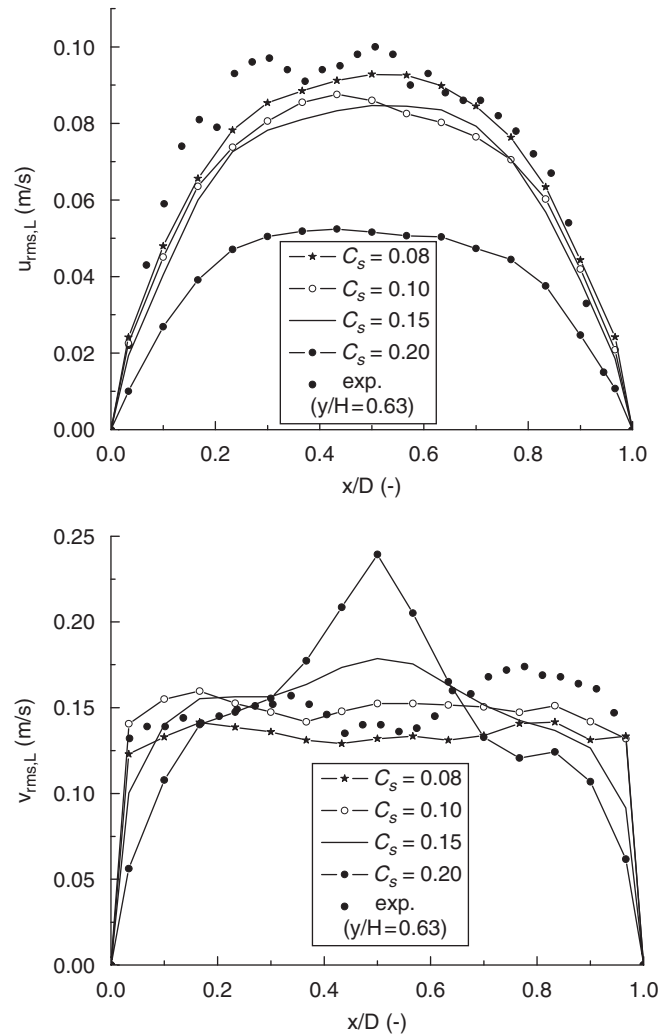 0.10
0.08
0.06
0.04
0.02
0.00
u_rms,L (m/s)
C_s = 0.08
C_s = 0.10
C_s = 0.15
C_s = 0.20
exp.
(y/H=0.63)
0.0 0.2 0.4 0.6 0.8 1.0
x/D (-)
0.25
0.20
0.15
0.10
0.05
0.00
v_rms,L (m/s)
C_s = 0.08
C_s = 0.10
C_s = 0.15
C_s = 0.20
exp.
(y/H=0.63)
0.0 0.2 0.4 0.6 0.8 1.0
x/D (-)